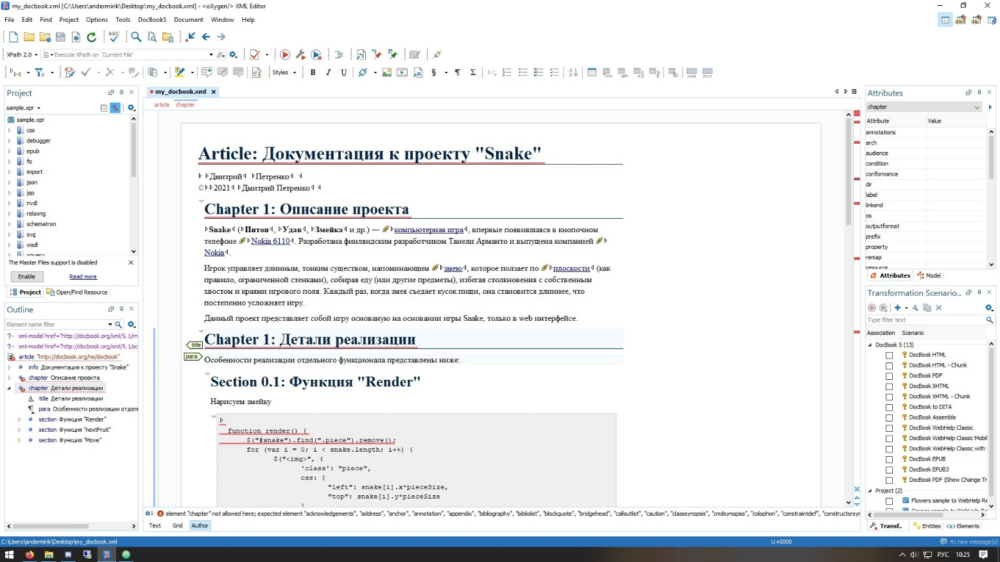 my_docbook.xml [C:\Users\andermirik\Desktop\my_docbook.xml] - <oXygen/> XML Editor
File Edit Find Project Options Tools DocBook5 Document Window Help
XPath 2.0 Execute XPath on 'Current File'
Styles B I U § ¶ Σ
Project
sample.xpr
sample.xpr
css
debugger
epub
fo
import
json
jsp
nvdl
relaxng
schematron
svg
wsdl
xquery
The Master Files support is disabled
Enable Read more
Project Open/Find Resource
Outline
Element name filter
xml-model href="http://docbook.org/xml/5.1/rn
xml-model href="http://docbook.org/xml/5.1/sc
article "http://docbook.org/ns/docbook"
info Документация к проекту "Snake"
chapter Описание проекта
chapter Детали реализации
title Детали реализации
para Особенности реализации отдел
section Функция "Render"
section Функция "nextFruit"
section Функция "Move"
my_docbook.xml
article chapter
Article: Документация к проекту "Snake"
Дмитрий Петренко
©2021 Дмитрий Петренко
Chapter 1: Описание проекта
Snake (Питон, Удав, Змейка и др.) — компьютерная игра, впервые появившаяся в кнопочном
телефоне Nokia 6110. Разработана финляндским разработчиком Танели Арманто и выпущена компанией
Nokia.
Игрок управляет длинным, тонким существом, напоминающим змею, которое ползает по плоскости (как
правило, ограниченной стенками), собирая еду (или другие предметы), избегая столкновения с собственным
хвостом и краями игрового поля. Каждый раз, когда змея съедает кусок пищи, она становится длиннее, что
постепенно усложняет игру.
Данный проект представляет собой игру основаную на основании игры Snake, только в web интерфейсе.
title
Chapter 1: Детали реализации
para
Особенности реализации отдельного функционала представлены ниже:
Section 0.1: Функция "Render"
Нарисуем змейку
function render() {
$("#snake").find(".piece").remove();
for (var i = 0; i < snake.length; i++) {
$("<img>", {
'class': "piece",
css: {
"left": snake[i].x*pieceSize,
"top": snake[i].y*pieceSize
}
element "chapter" not allowed here; expected element "acknowledgements", "address", "anchor", "annotation", "appendix", "bibliography", "bibliolist", "blockquote", "bridgehead", "calloutlist", "caution", "classsynopsis", "cmdsynopsis", "colophon", "constraintdef", "constructorsyn
Text Grid Author
Attributes
chapter
Attribute Value
annotations
arch
audience
condition
conformance
dir
label
linkend
os
outputformat
prefix
property
remap
resource
Attributes Model
Transformation Scenario...
Type filter text
Association Scenario
DocBook 5 (13)
DocBook HTML
DocBook HTML - Chunk
DocBook PDF
DocBook XHTML
DocBook XHTML - Chunk
DocBook to DITA
DocBook Assemble
DocBook WebHelp Classic
DocBook WebHelp Classic Mobil
DocBook WebHelp Classic with
DocBook EPUB
DocBook EPUB3
DocBook PDF (Show Change Tr
Project (2)
Flowers sample to WebHelp Re
Transf... Entities Elements
C:\Users\andermirik\Desktop\my_docbook.xml U+0000 41 new message(s)
РУС 10:25